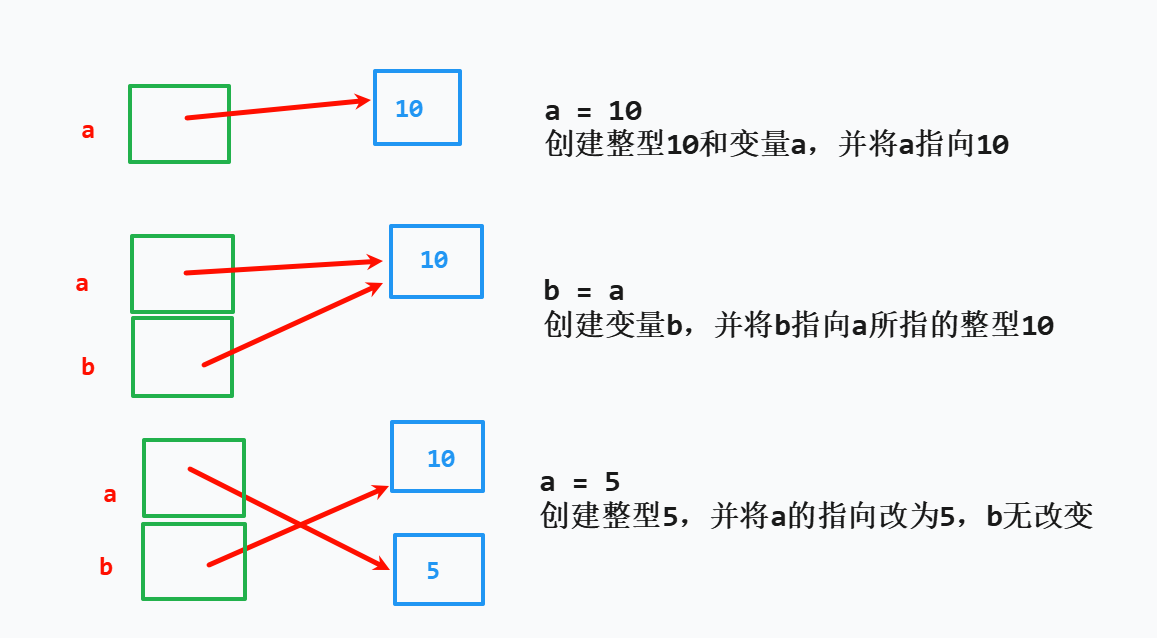 a
10
a = 10
创建整型10和变量a，并将a指向10
a
10
b = a
创建变量b，并将b指向a所指的整型10
b
10
a
a = 5
创建整型5，并将a的指向改为5，b无改变
b
5